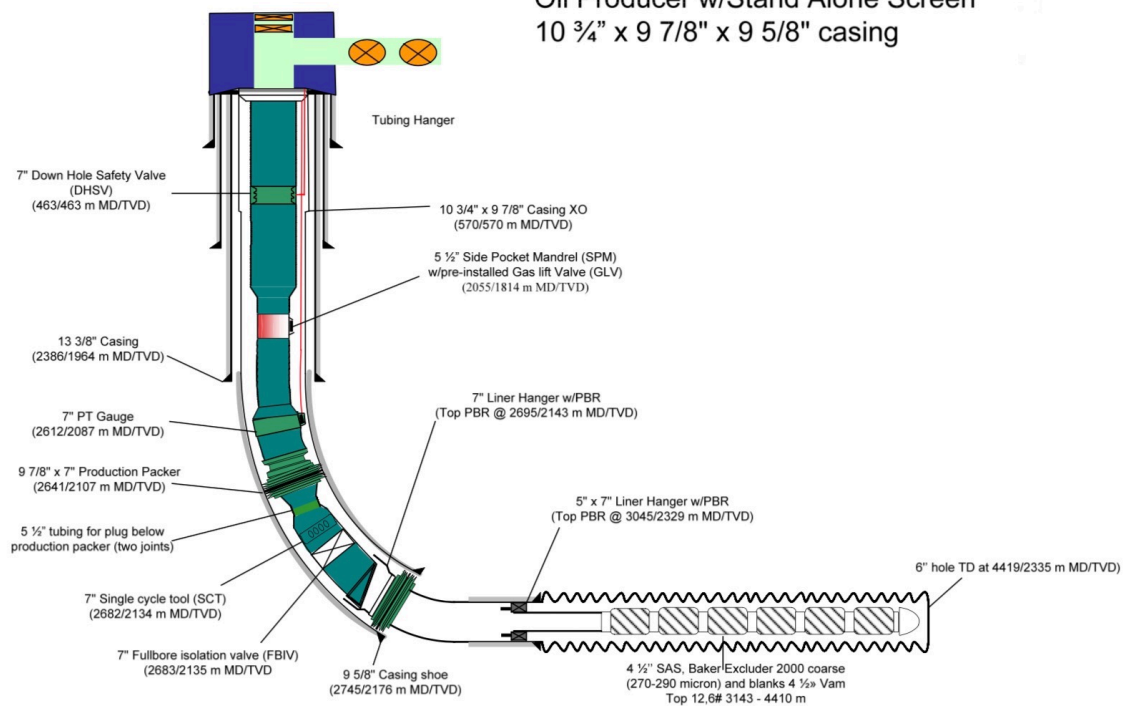 Oil Producer w/Stand Alone Screen
10 ¾” x 9 7/8" x 9 5/8" casing
Tubing Hanger
7" Down Hole Safety Valve
(DHSV)
(463/463 m MD/TVD)
10 3/4" x 9 7/8" Casing XO
(570/570 m MD/TVD)
5 ½” Side Pocket Mandrel (SPM)
w/pre-installed Gas lift Valve (GLV)
(2055/1814 m MD/TVD)
13 3/8" Casing
(2386/1964 m MD/TVD)
7" Liner Hanger w/PBR
(Top PBR @ 2695/2143 m MD/TVD)
7" PT Gauge
(2612/2087 m MD/TVD)
9 7/8" x 7" Production Packer
(2641/2107 m MD/TVD)
5" x 7" Liner Hanger w/PBR
(Top PBR @ 3045/2329 m MD/TVD)
5 ½” tubing for plug below
production packer (two joints)
6'' hole TD at 4419/2335 m MD/TVD)
7" Single cycle tool (SCT)
(2682/2134 m MD/TVD)
7" Fullbore isolation valve (FBIV)
(2683/2135 m MD/TVD
9 5/8" Casing shoe
(2745/2176 m MD/TVD)
4 ½'' SAS, Baker Excluder 2000 coarse
(270-290 micron) and blanks 4 ½» Vam
Top 12,6# 3143 - 4410 m